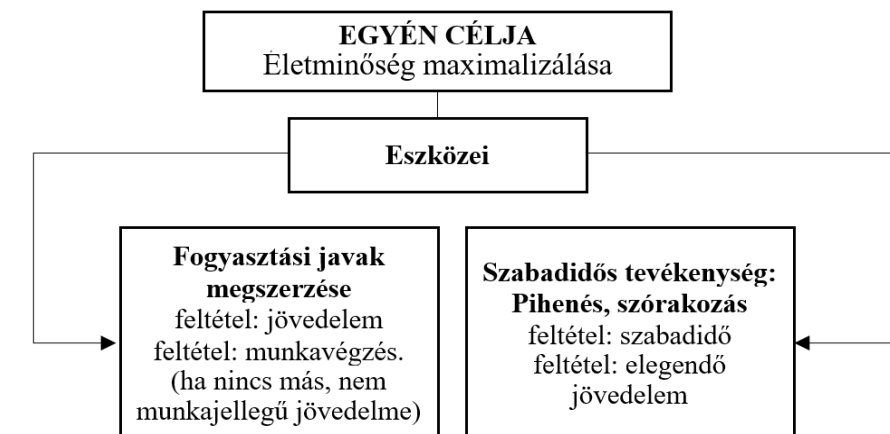 EGYÉN CÉLJA
Életminőség maximalizálása
Eszközei
Fogyasztási javak
megszerzése
feltétel: jövedelem
feltétel: munkavégzés.
(ha nincs más, nem
munkajellegű jövedelme)
Szabadidős tevékenység:
Pihenés, szórakozás
feltétel: szabadidő
feltétel: elegendő
jövedelem